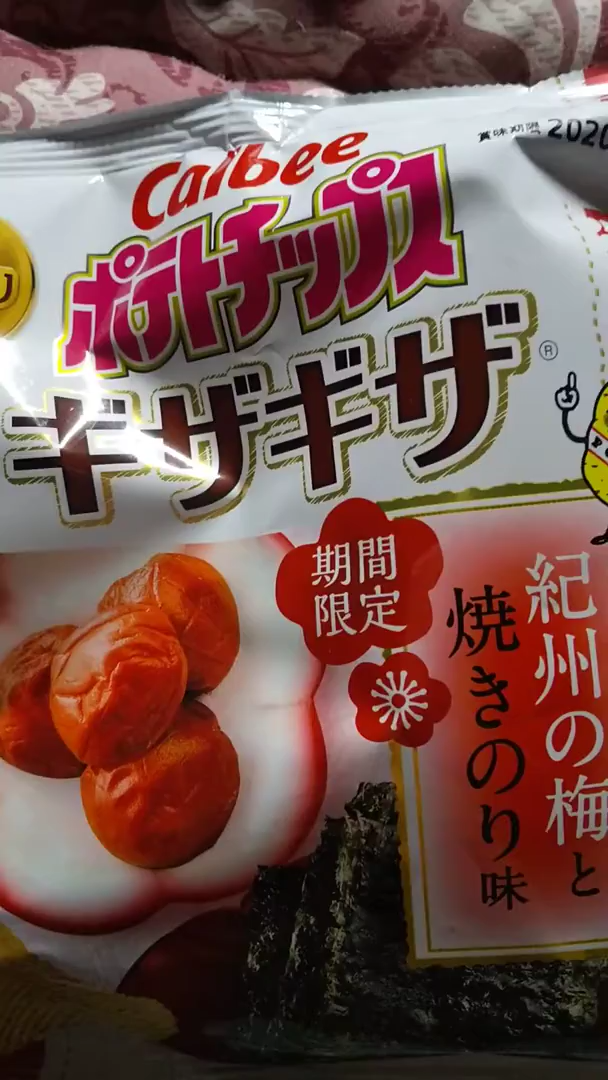 Calbee
賞味期限 2020
ポテトチップス
ギザギザ®
期間
限定
紀州の梅と
焼きのり味